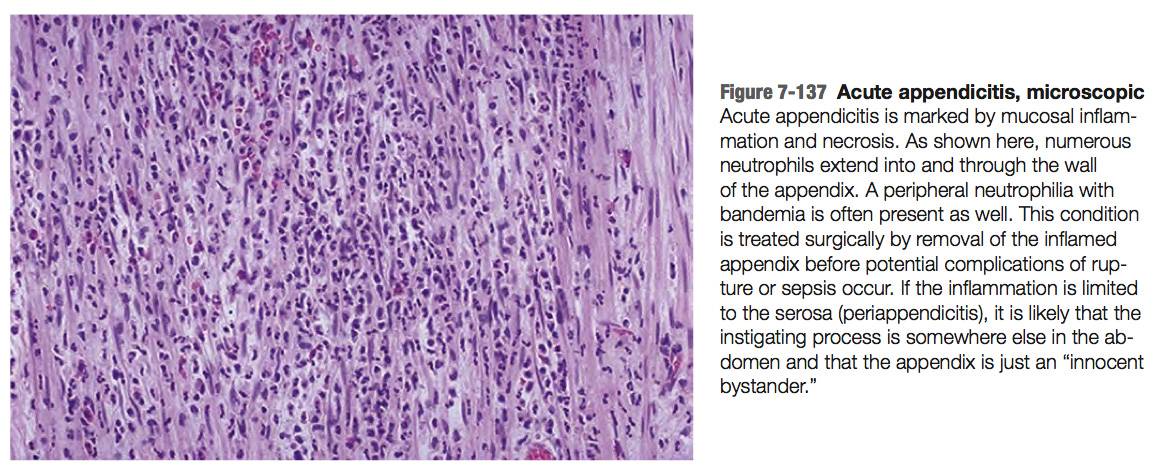 Figure 7-137 Acute appendicitis, microscopic
Acute appendicitis is marked by mucosal inflam-
mation and necrosis. As shown here, numerous
neutrophils extend into and through the wall
of the appendix. A peripheral neutrophilia with
bandemia is often present as well. This condition
is treated surgically by removal of the inflamed
appendix before potential complications of rup-
ture or sepsis occur. If the inflammation is limited
to the serosa (periappendicitis), it is likely that the
instigating process is somewhere else in the ab-
domen and that the appendix is just an “innocent
bystander.”